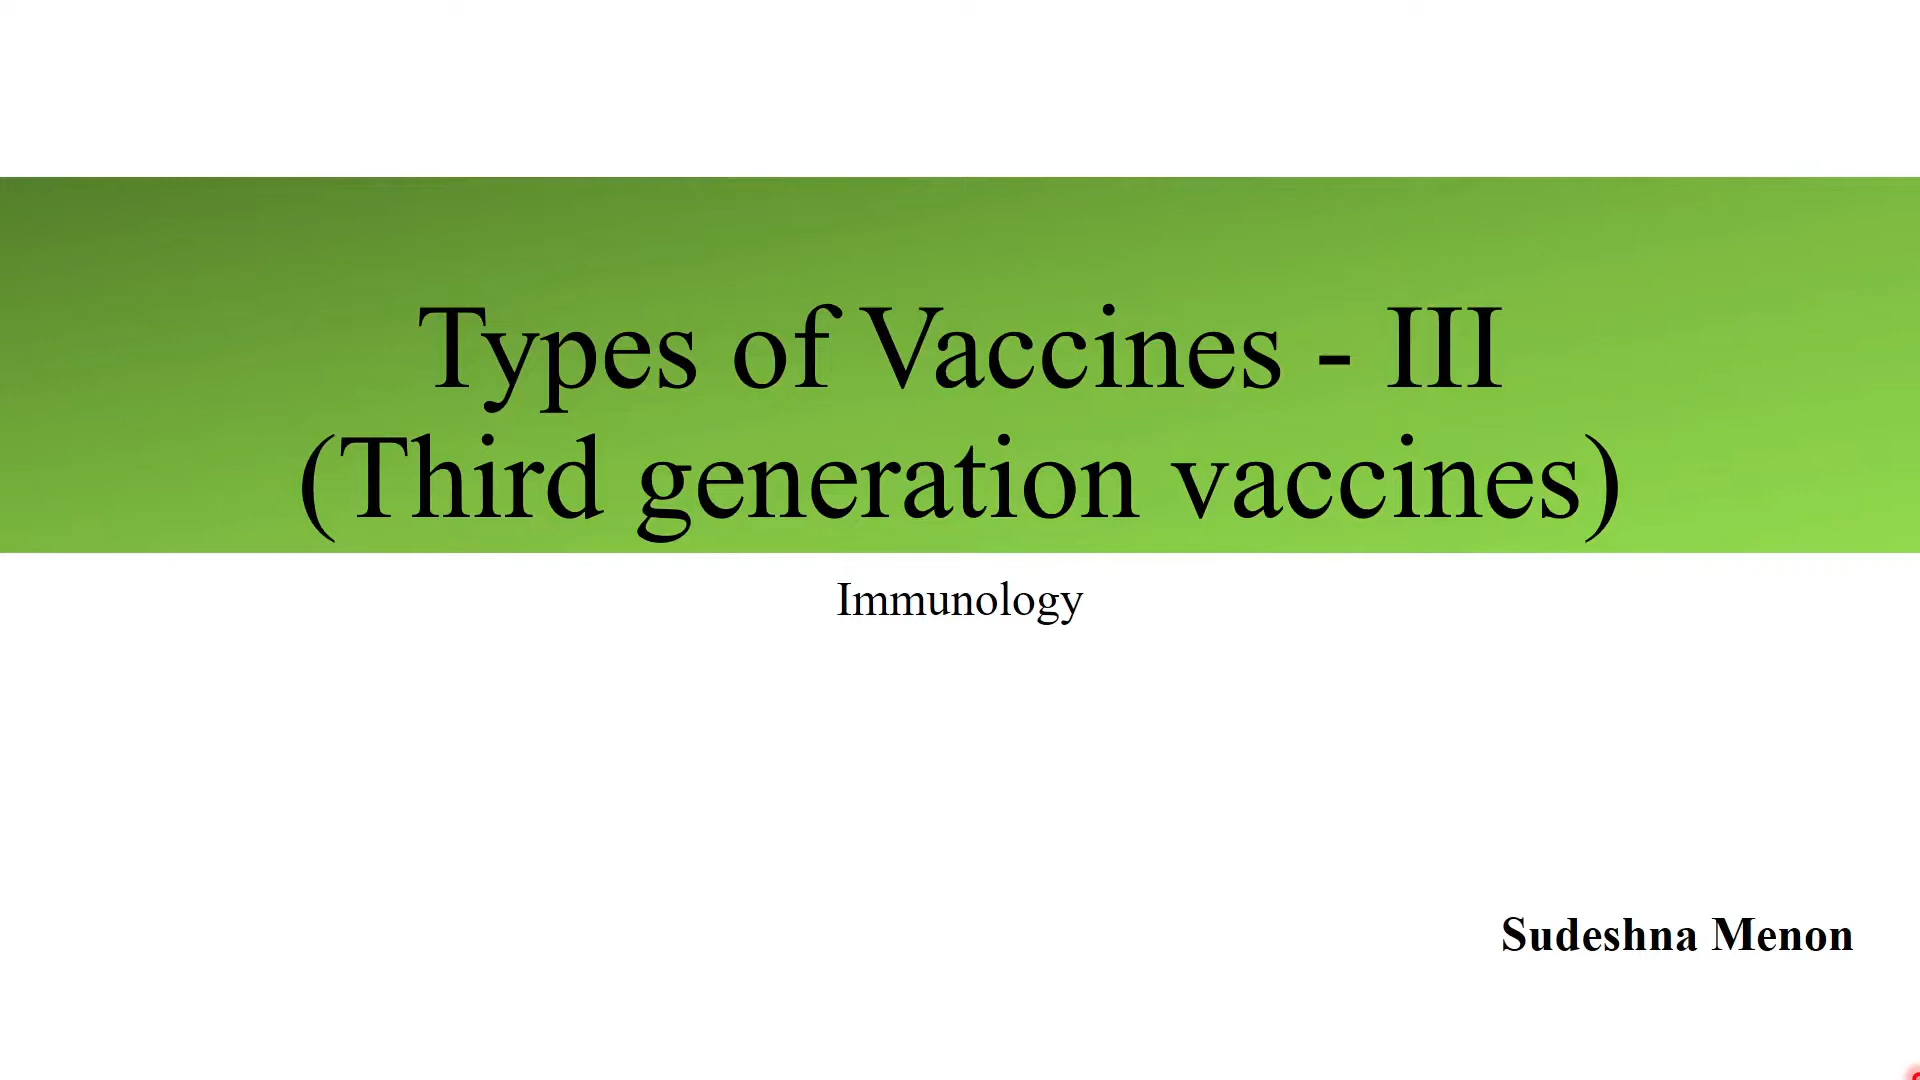 Types of Vaccines - III
(Third generation vaccines)
Immunology
Sudeshna Menon